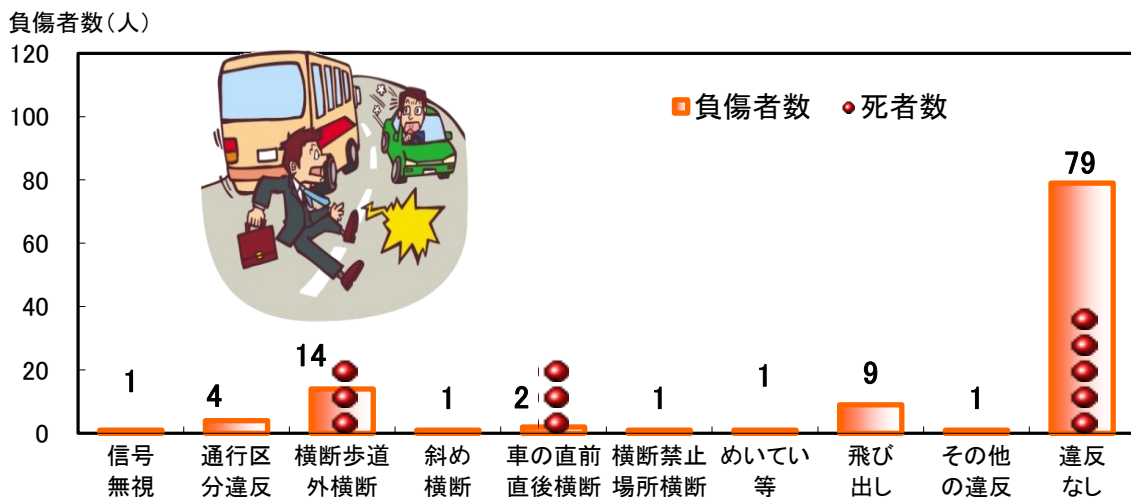 負傷者数(人)
120
100
80
60
40
20
0
負傷者数 死者数
1
4
14
1
2
1
1
9
1
79
信号
無視
通行区
分違反
横断歩道
外横断
斜め
横断
車の直前
直後横断
横断禁止
場所横断
めいてい
等
飛び
出し
その他
の違反
違反
なし